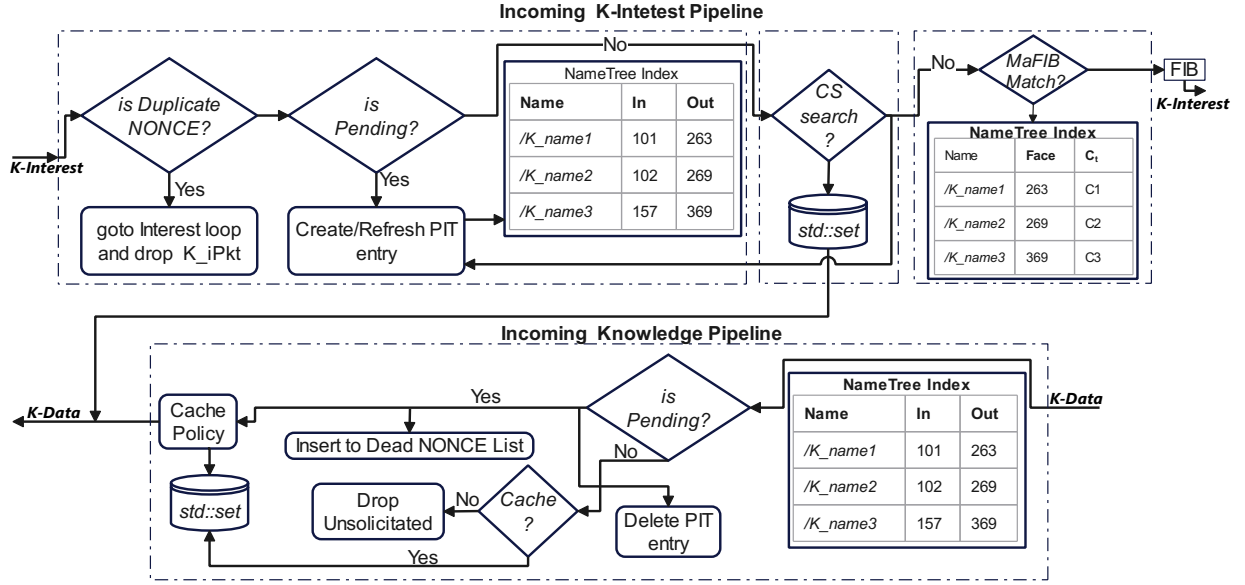 Incoming K-Intetest Pipeline
No
is Duplicate
NONCE?
is
Pending?
NameTree Index
Name In Out
/K_name1 101 263
/K_name2 102 269
/K_name3 157 369
CS
search
?
No
MaFIB
Match?
FIB
K-Interest
K-Interest
Yes
Yes
goto Interest loop
and drop K_iPkt
Create/Refresh PIT
entry
std::set
NameTree Index
Name Face Ct
/K_name1 263 C1
/K_name2 269 C2
/K_name3 369 C3
Incoming Knowledge Pipeline
K-Data
Cache
Policy
Yes
is
Pending?
NameTree Index
Name In Out
/K_name1 101 263
/K_name2 102 269
/K_name3 157 369
K-Data
Insert to Dead NONCE List
No
std::set
Drop
Unsolicitated
No
Cache
?
Delete PIT
entry
Yes